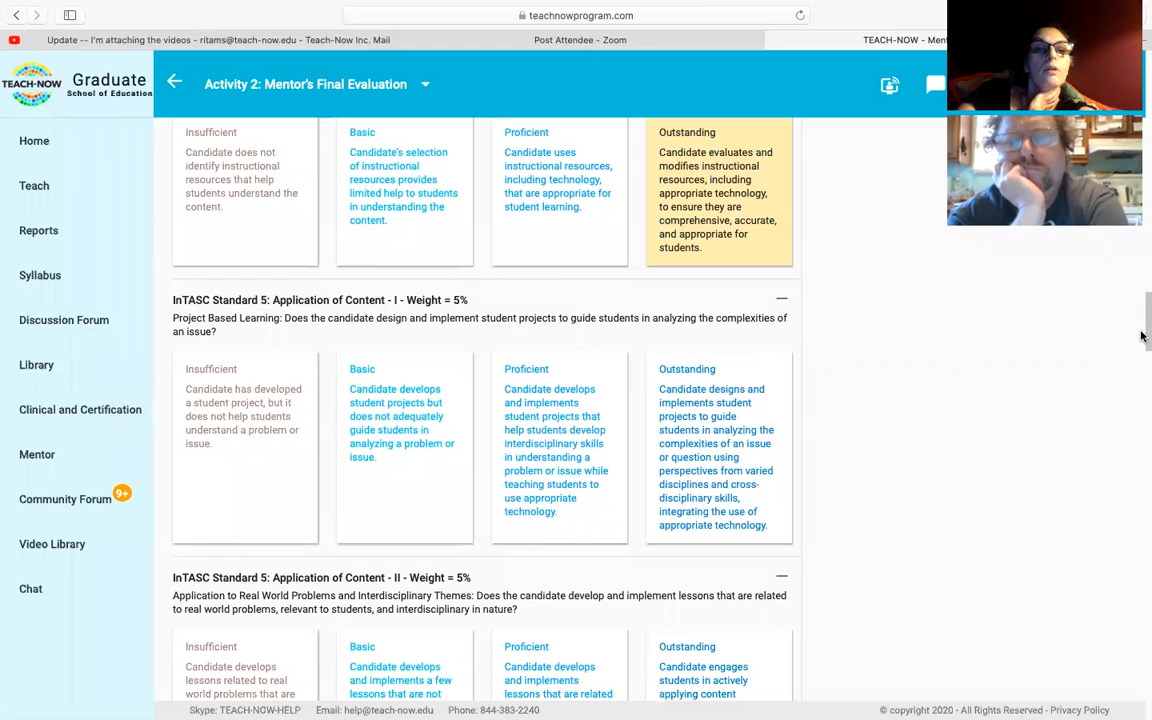 teachnowprogram.com
Update -- I'm attaching the videos - ritams@teach-now.edu - Teach-Now Inc. Mail
Post Attendee - Zoom
TEACH-NOW - Men
TEACH-NOW
Graduate
School of Education
Activity 2: Mentor's Final Evaluation
Home
Teach
Reports
Syllabus
Discussion Forum
Library
Clinical and Certification
Mentor
Community Forum
9+
Video Library
Chat
Insufficient
Candidate does not
identify instructional
resources that help
students understand the
content.
Basic
Candidate's selection
of instructional
resources provides
limited help to students
in understanding the
content.
Proficient
Candidate uses
instructional resources,
including technology,
that are appropriate for
student learning.
Outstanding
Candidate evaluates and
modifies instructional
resources, including
appropriate technology,
to ensure they are
comprehensive, accurate,
and appropriate for
students.
InTASC Standard 5: Application of Content - I - Weight = 5%
Project Based Learning: Does the candidate design and implement student projects to guide students in analyzing the complexities of
an issue?
Insufficient
Candidate has developed
a student project, but it
does not help students
understand a problem or
issue.
Basic
Candidate develops
student projects but
does not adequately
guide students in
analyzing a problem or
issue.
Proficient
Candidate develops
and implements
student projects that
help students develop
interdisciplinary skills
in understanding a
problem or issue while
teaching students to
use appropriate
technology.
Outstanding
Candidate designs and
implements student
projects to guide
students in analyzing the
complexities of an issue
or question using
perspectives from varied
disciplines and cross-
disciplinary skills,
integrating the use of
appropriate technology.
InTASC Standard 5: Application of Content - II - Weight = 5%
Application to Real World Problems and Interdisciplinary Themes: Does the candidate develop and implement lessons that are related
to real world problems, relevant to students, and interdisciplinary in nature?
Insufficient
Candidate develops
lessons related to real
world problems that are
Basic
Candidate develops
and implements a few
lessons that are not
Proficient
Candidate develops
and implements
lessons that are related
Outstanding
Candidate engages
students in actively
applying content
Skype: TEACH-NOW-HELP
Email: help@teach-now.edu
Phone: 844-383-2240
© copyright 2020 - All Rights Reserved - Privacy Policy